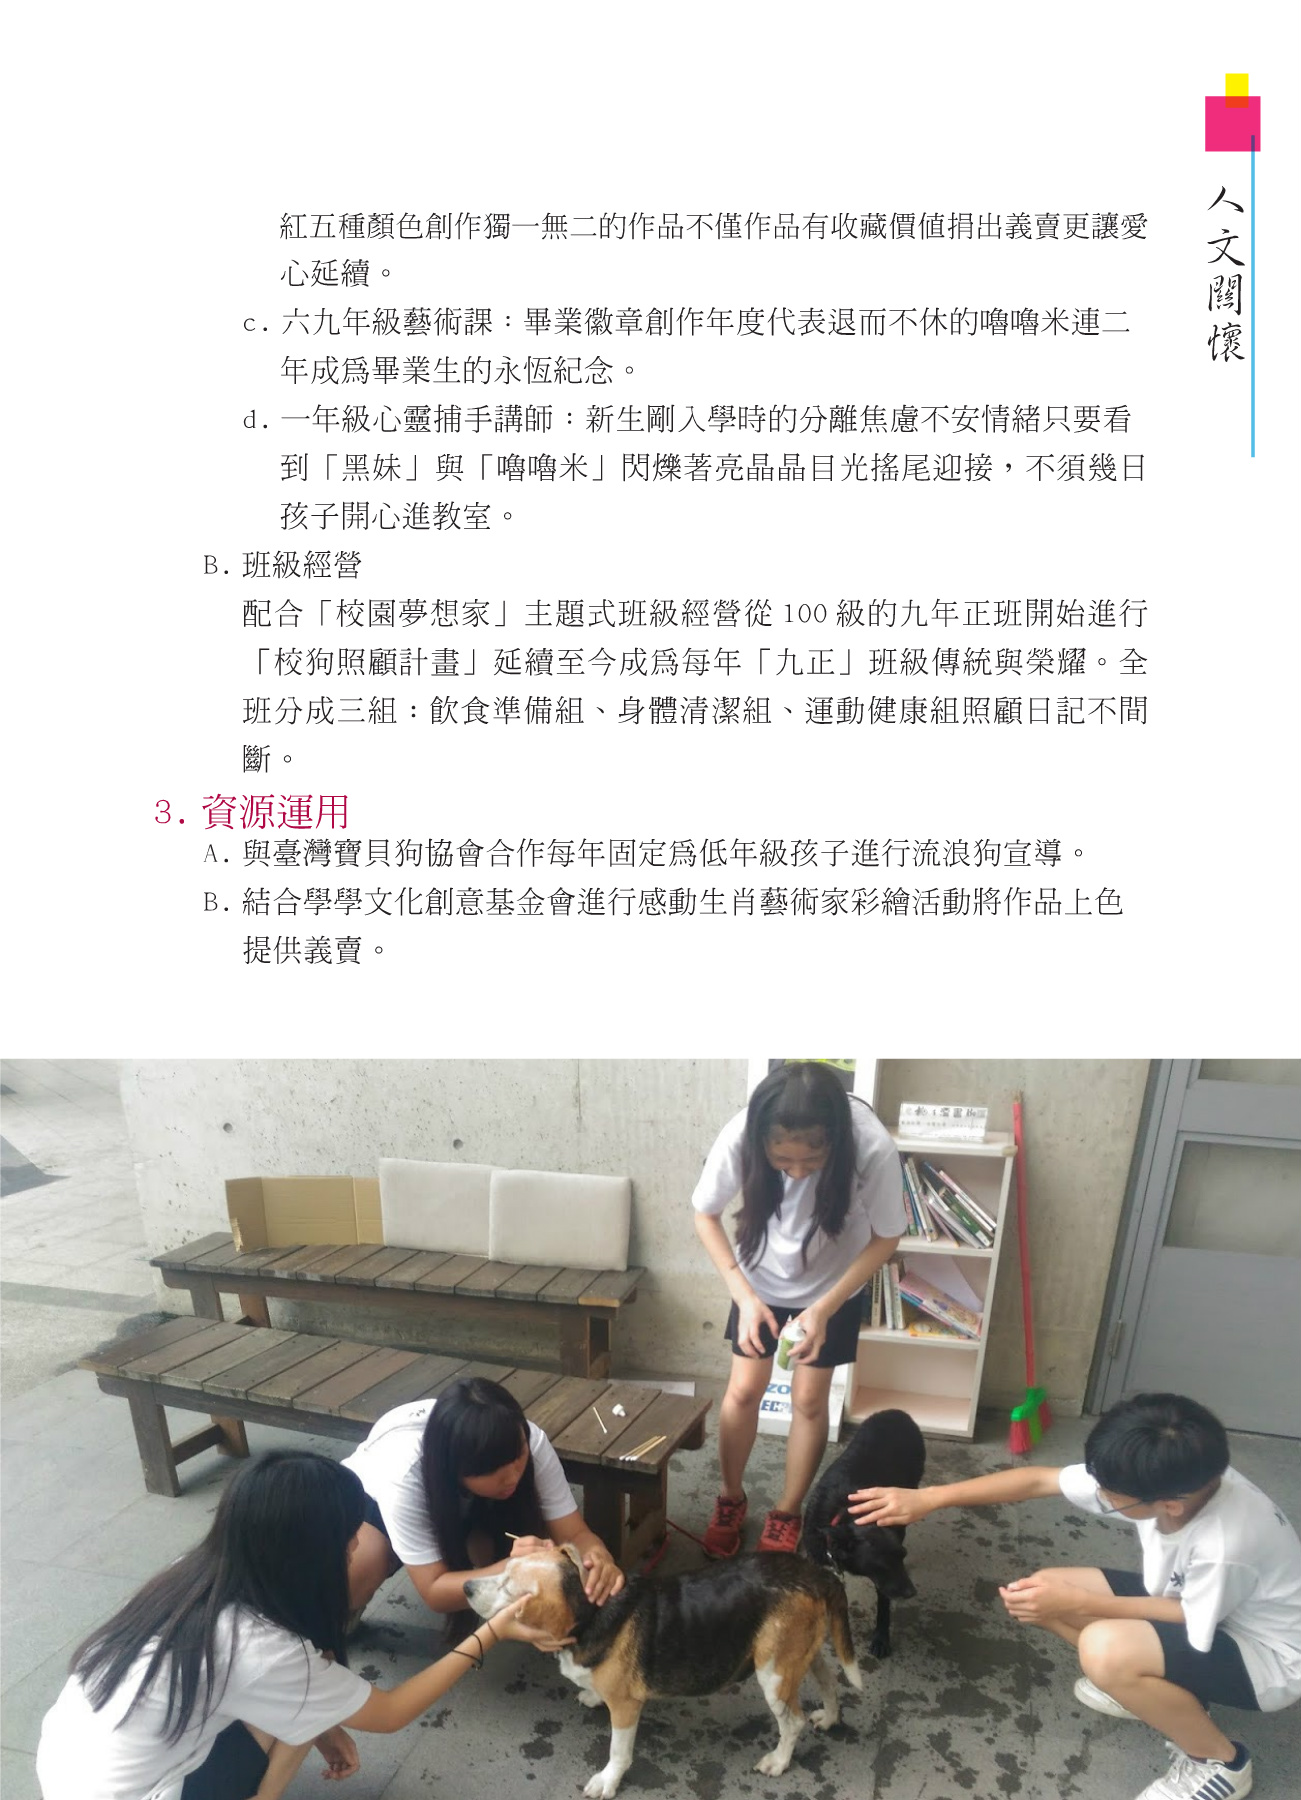 人文關懷
紅五種顏色創作獨一無二的作品不僅作品有收藏價值捐出義賣更讓愛
心延續。
c. 六九年級藝術課：畢業徽章創作年度代表退而不休的嚕嚕米連二
年成為畢業生的永恆紀念。
d. 一年級心靈捕手講師：新生剛入學時的分離焦慮不安情緒只要看
到「黑妹」與「嚕嚕米」閃爍著亮晶晶目光搖尾迎接，不須幾日
孩子開心進教室。
B. 班級經營
配合「校園夢想家」主題式班級經營從 100 級的九年正班開始進行
「校狗照顧計畫」延續至今成為每年「九正」班級傳統與榮耀。全
班分成三組：飲食準備組、身體清潔組、運動健康組照顧日記不間
斷。
3. 資源運用
A. 與臺灣寶貝狗協會合作每年固定為低年級孩子進行流浪狗宣導。
B. 結合學學文化創意基金會進行感動生肖藝術家彩繪活動將作品上色
提供義賣。